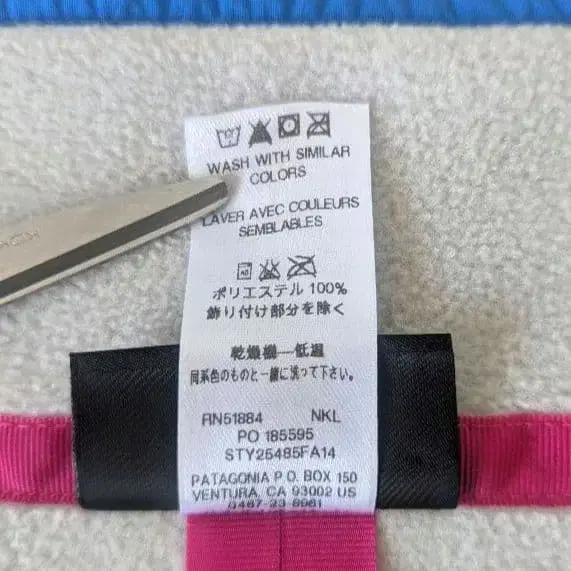 WASH WITH SIMILAR
COLORS
LAVER AVEC COULEURS
SEMBLABLES
ポリエステル 100%
飾り付け部分を除く
乾燥機―低温
同系色のものと一緒に洗って下さい。
RN51884 NKL
PO 185595
STY25485FA14
PATAGONIA P.O. BOX 150
VENTURA, CA 93002 US
0467-23-8961